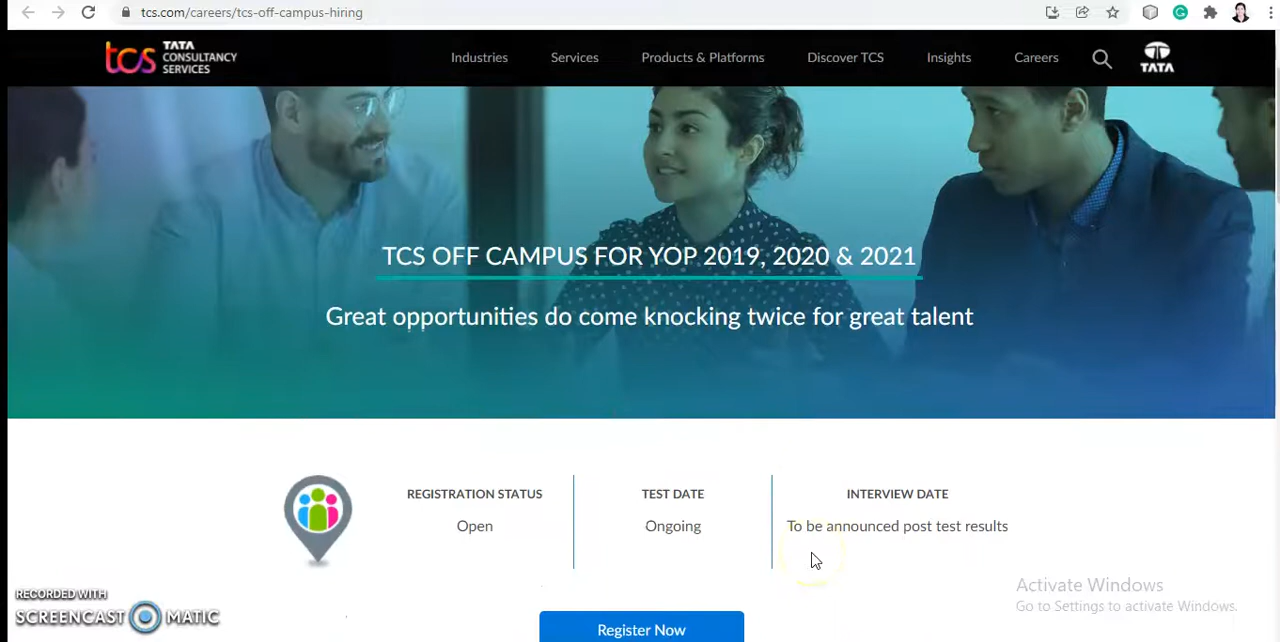 tcs.com/careers/tcs-off-campus-hiring
tcs TATA CONSULTANCY SERVICES
Industries Services Products & Platforms Discover TCS Insights Careers
TATA
TCS OFF CAMPUS FOR YOP 2019, 2020 & 2021
Great opportunities do come knocking twice for great talent
REGISTRATION STATUS TEST DATE INTERVIEW DATE
Open Ongoing To be announced post test results
Register Now
Activate Windows
Go to Settings to activate Windows.
RECORDED WITH
SCREENCAST MATIC